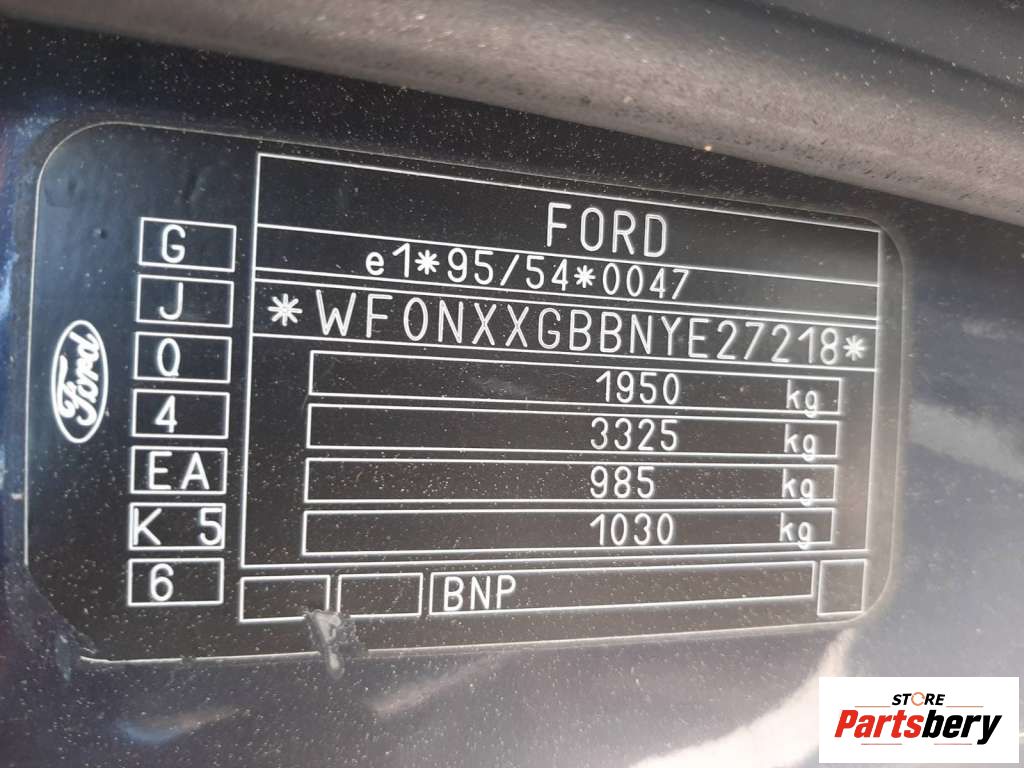 FORD
e1*95/54*0047
*WF0NXXGBBNYE27218*
1950 kg
3325 kg
985 kg
1030 kg
BNP
G
J
Q
4
EA
K 5
6
Ford
STORE
Partsbery